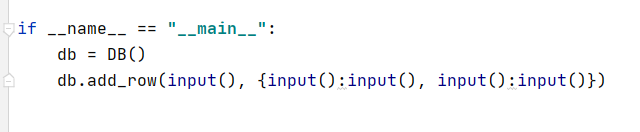 if __name__ == "__main__":
    db = DB()
    db.add_row(input(), {input():input(), input():input()})